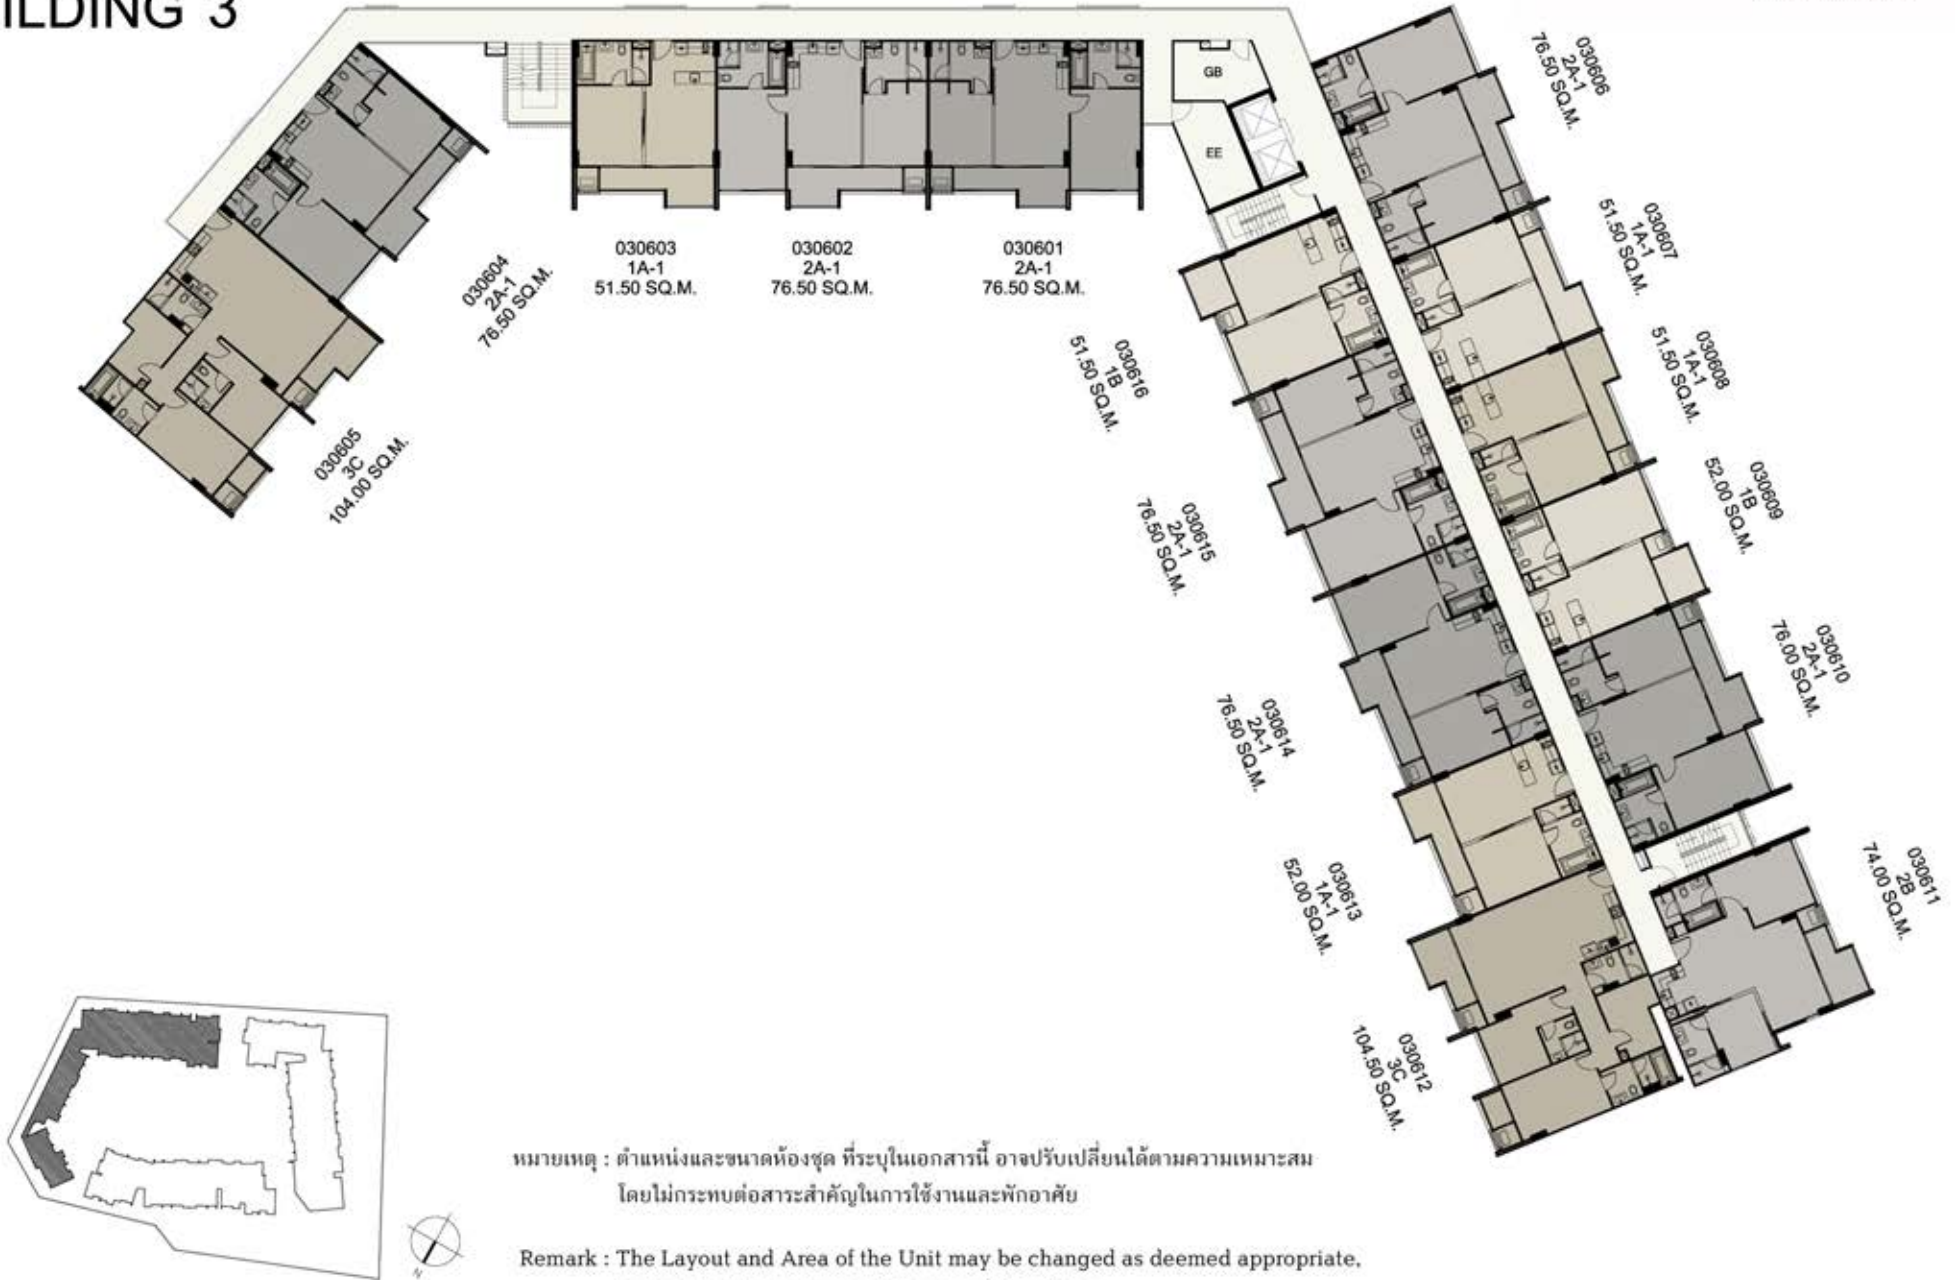 ILDING 3
GB
EE
030601
2A-1
76.50 SQ.M.
030602
2A-1
76.50 SQ.M.
030603
1A-1
51.50 SQ.M.
030604
2A-1
76.50 SQ.M.
030605
3C
104.00 SQ.M.
030606
2A-1
76.50 SQ.M.
030607
1A-1
51.50 SQ.M.
030608
1A-1
51.50 SQ.M.
030609
1B
52.00 SQ.M.
030610
2A-1
76.00 SQ.M.
030611
2B
74.00 SQ.M.
030612
3C
104.50 SQ.M.
030613
1A-1
52.00 SQ.M.
030614
2A-1
76.50 SQ.M.
030615
2A-1
76.50 SQ.M.
030616
1B
51.50 SQ.M.
N
หมายเหตุ : ตำแหน่งและขนาดห้องชุด ที่ระบุในเอกสารนี้ อาจปรับเปลี่ยนได้ตามความเหมาะสม
โดยไม่กระทบต่อสาระสำคัญในการใช้งานและพักอาศัย
Remark : The Layout and Area of the Unit may be changed as deemed appropriate,